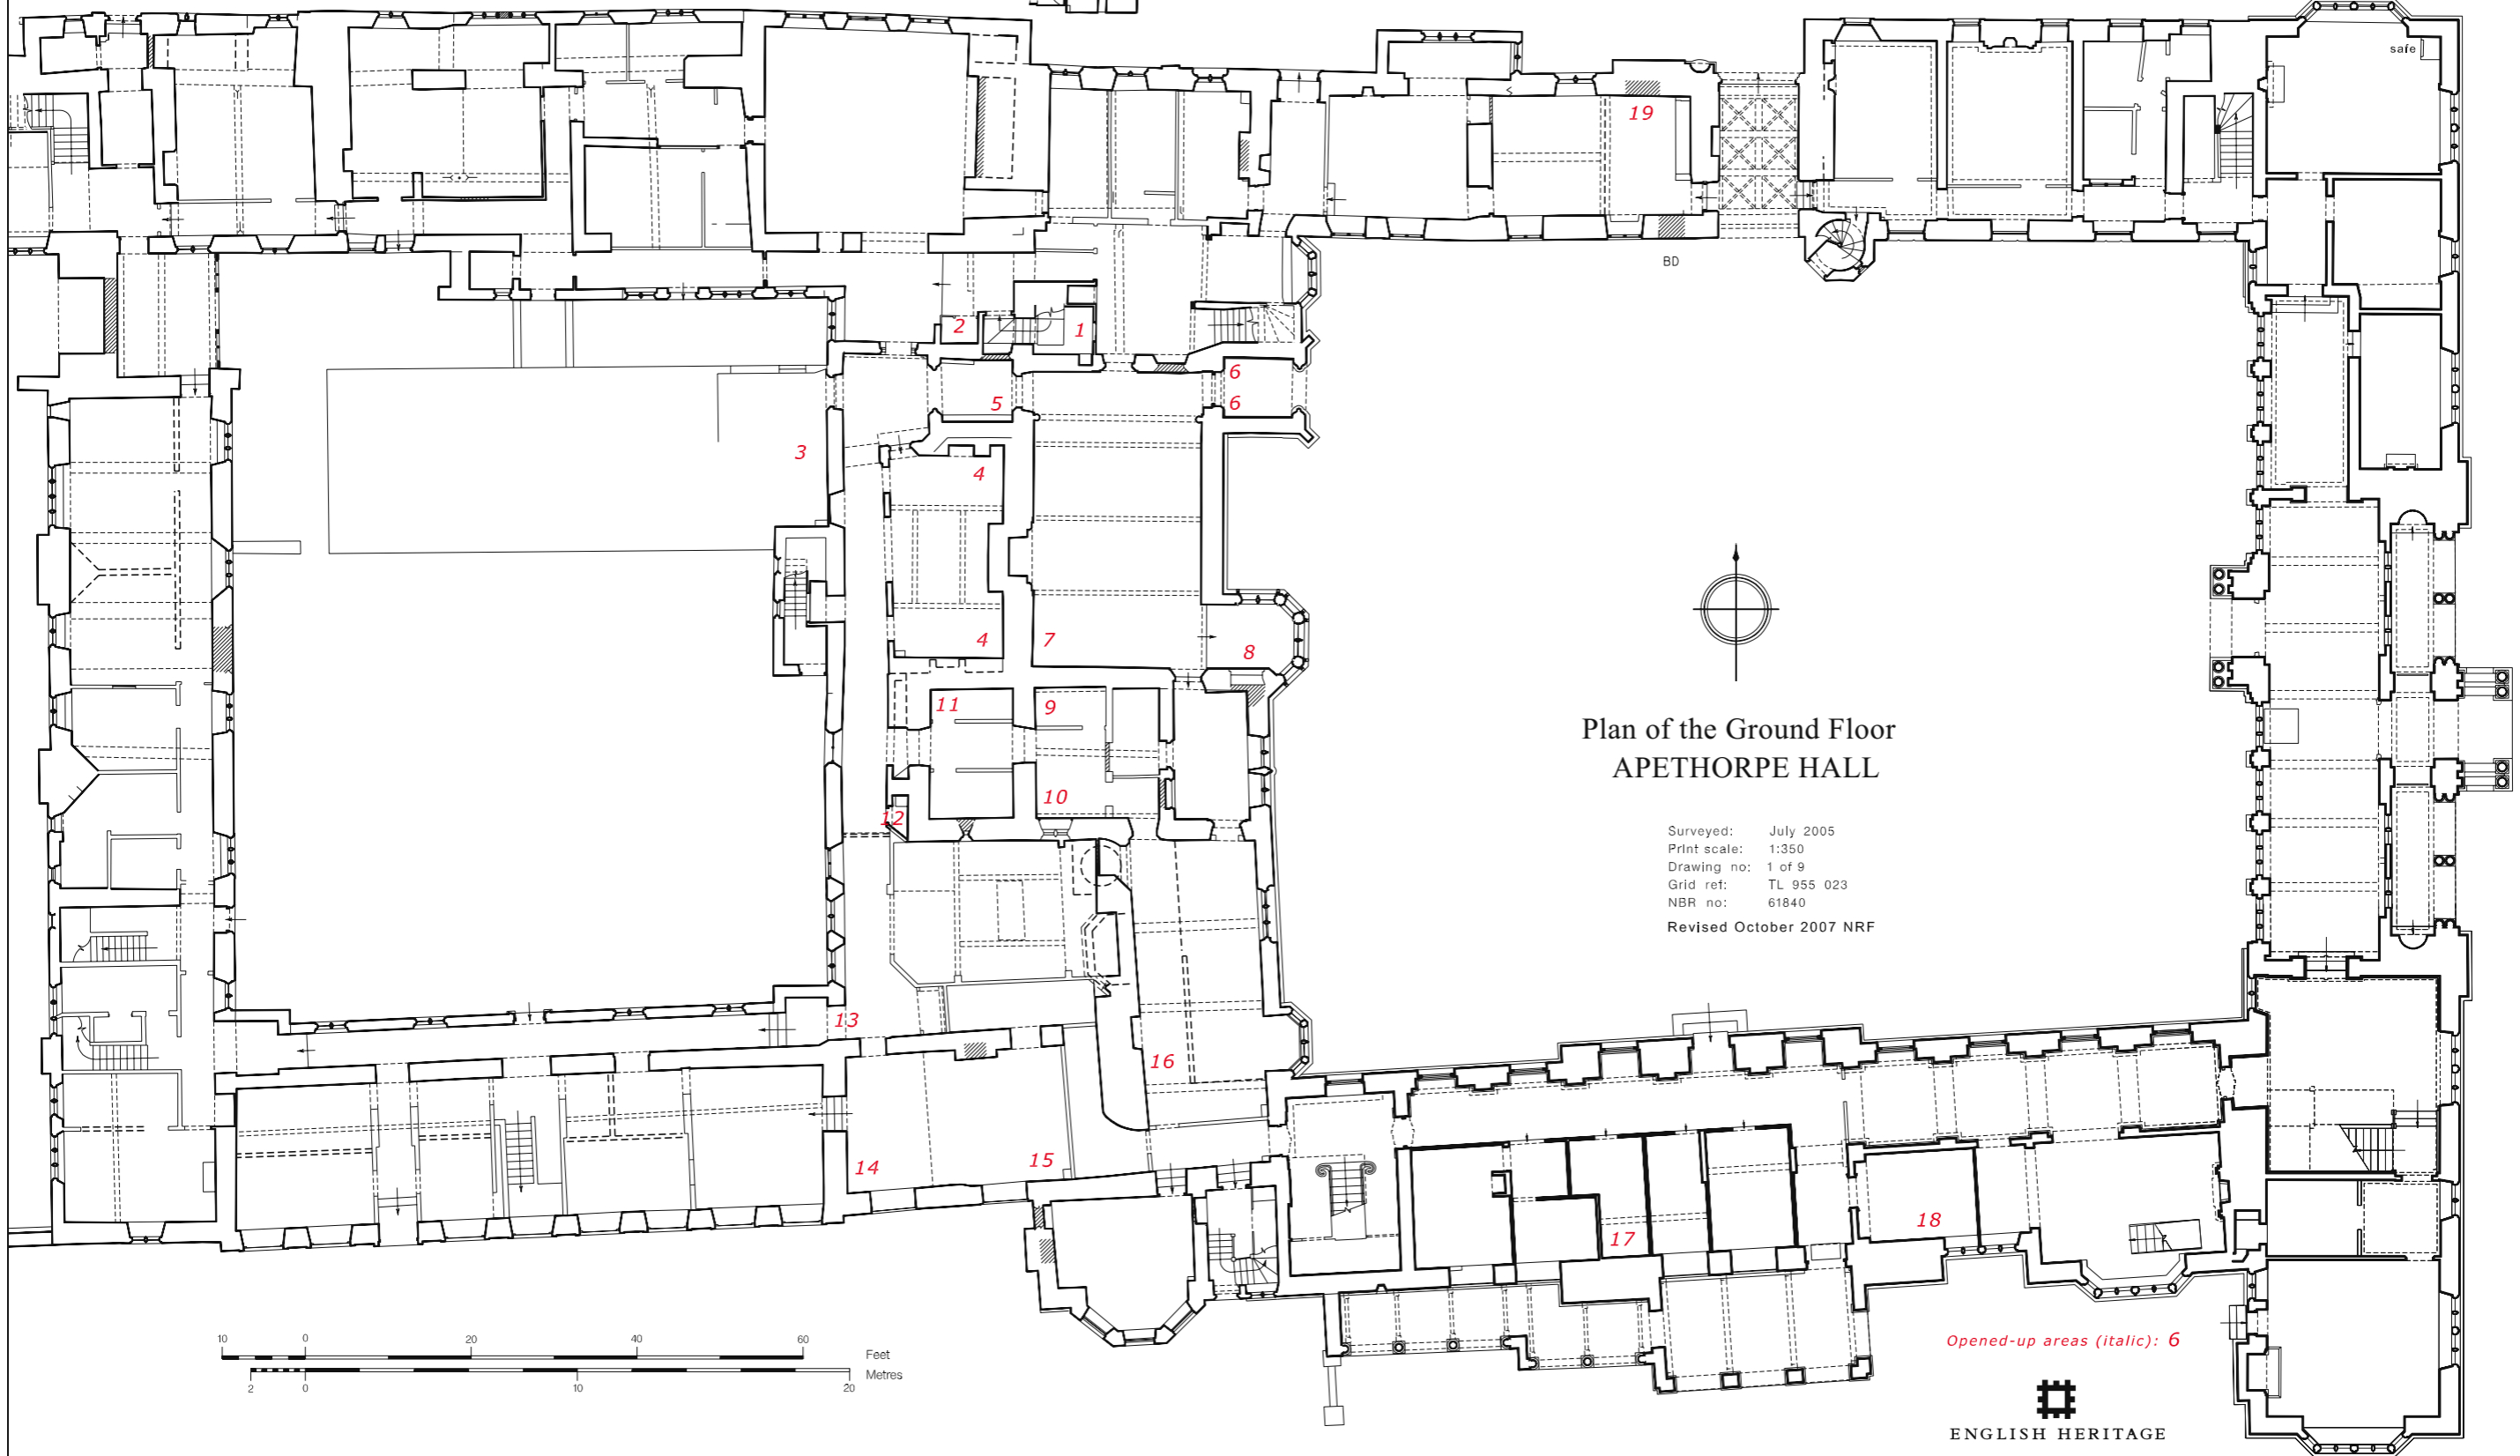 safe
19
BD
2
1
6
3
5
6
4
4
7
8
11
9
10
12
Plan of the Ground Floor
APETHORPE HALL
Surveyed: July 2005
Print scale: 1:350
Drawing no: 1 of 9
Grid ref: TL 955 023
NBR no: 61840
Revised October 2007 NRF
13
16
14
15
17
18
10 0 20 40 60
Feet
Metres
2 0 10 20
Opened-up areas (italic): 6
ENGLISH HERITAGE